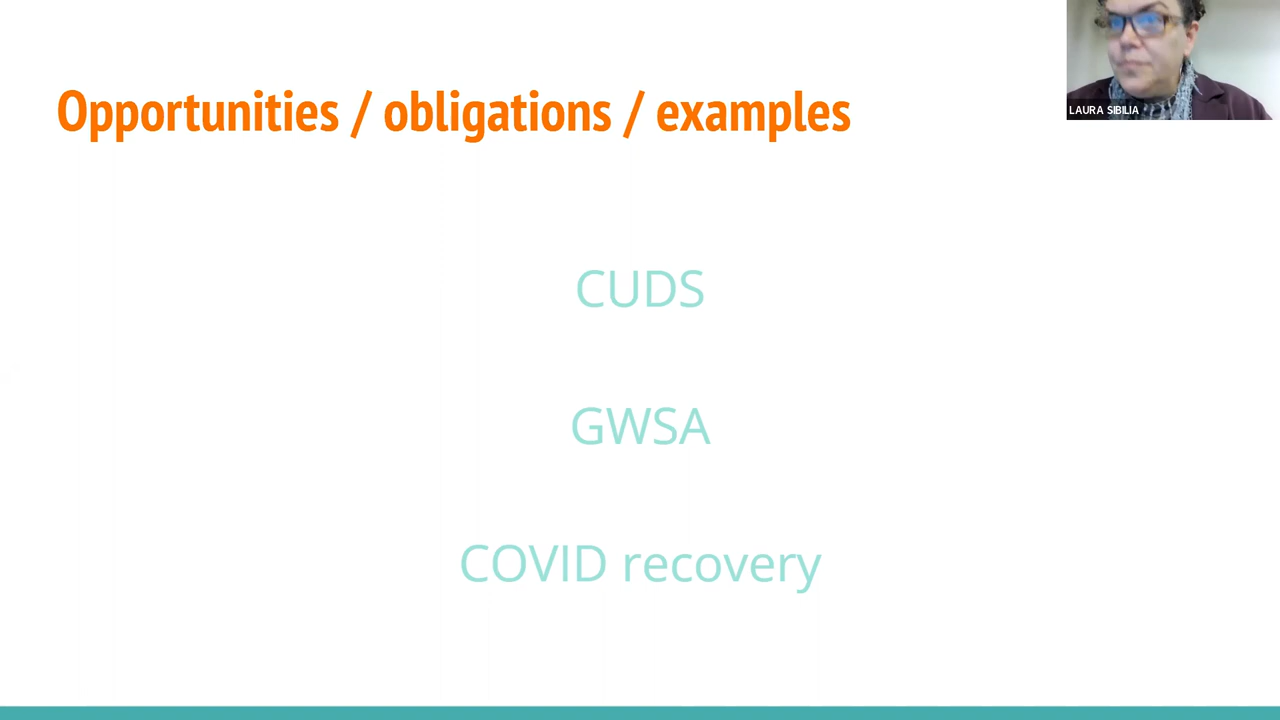 Opportunities / obligations / examples
LAURA SIBILIA
CUDS
GWSA
COVID recovery